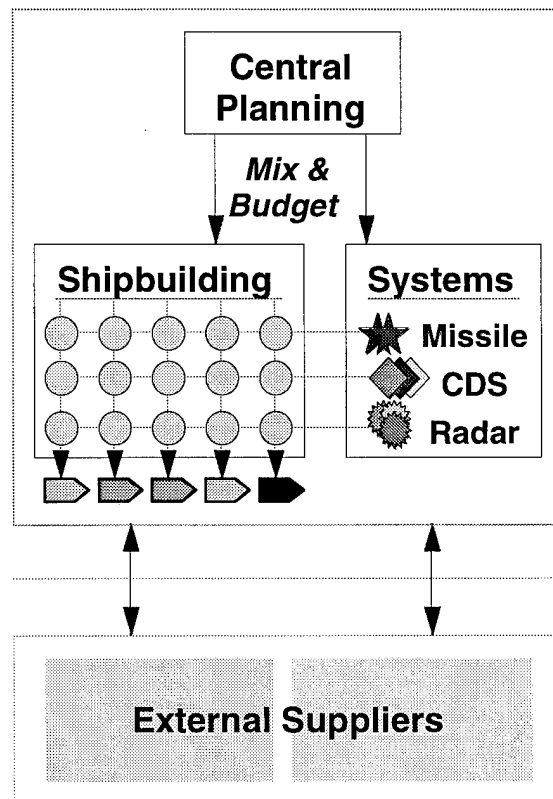 Central
Planning
Mix &
Budget
Shipbuilding
Systems
Missile
CDS
Radar
External Suppliers